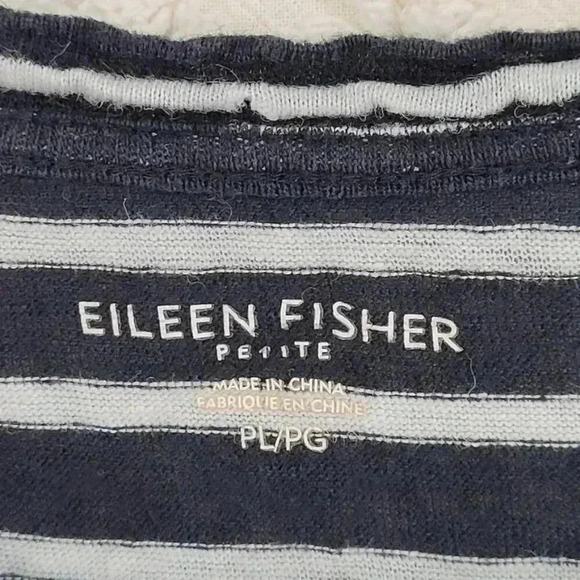 EILEEN FISHER
PETITE
MADE IN CHINA
FABRIQUE EN CHINE
PL/PG